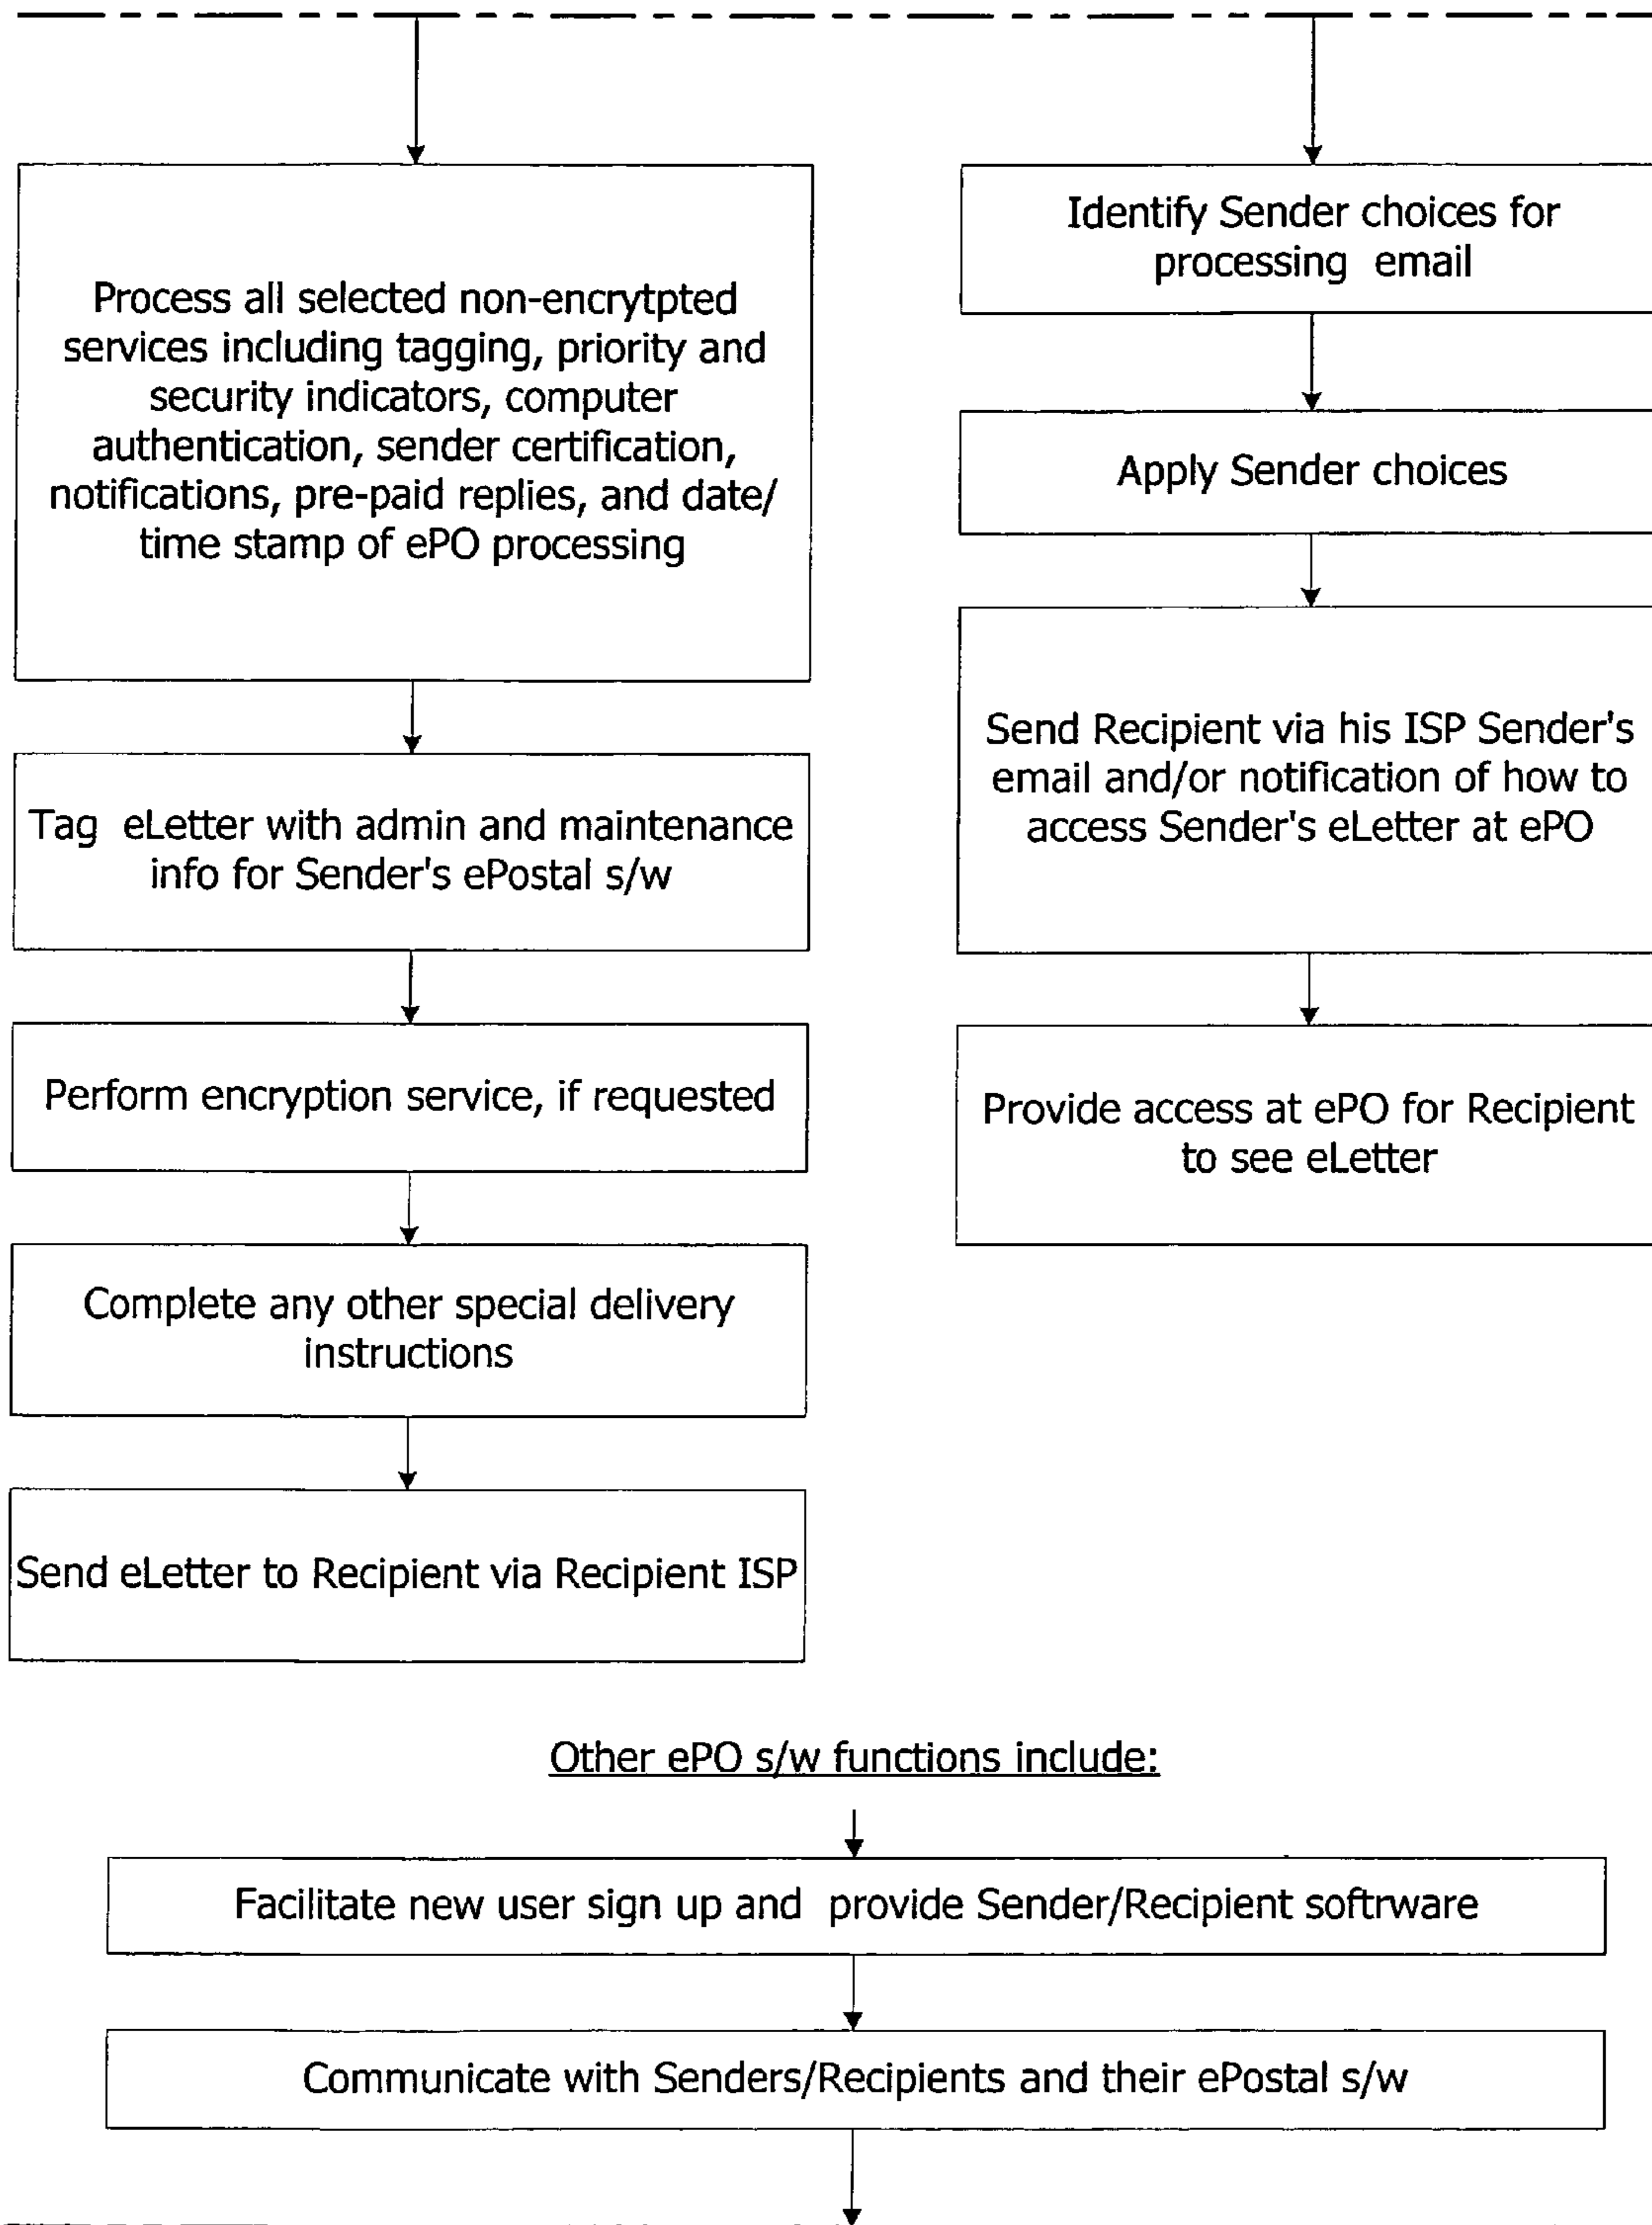 Process all selected non-encrytpted
services including tagging, priority and
security indicators, computer
authentication, sender certification,
notifications, pre-paid replies, and date/
time stamp of ePO processing
Tag eLetter with admin and maintenance
info for Sender's ePostal s/w
Perform encryption service, if requested
Complete any other special delivery
instructions
Send eLetter to Recipient via Recipient ISP
Identify Sender choices for
processing email
Apply Sender choices
Send Recipient via his ISP Sender's
email and/or notification of how to
access Sender's eLetter at ePO
Provide access at ePO for Recipient
to see eLetter
Other ePO s/w functions include:
Facilitate new user sign up and provide Sender/Recipient softrware
Communicate with Senders/Recipients and their ePostal s/w